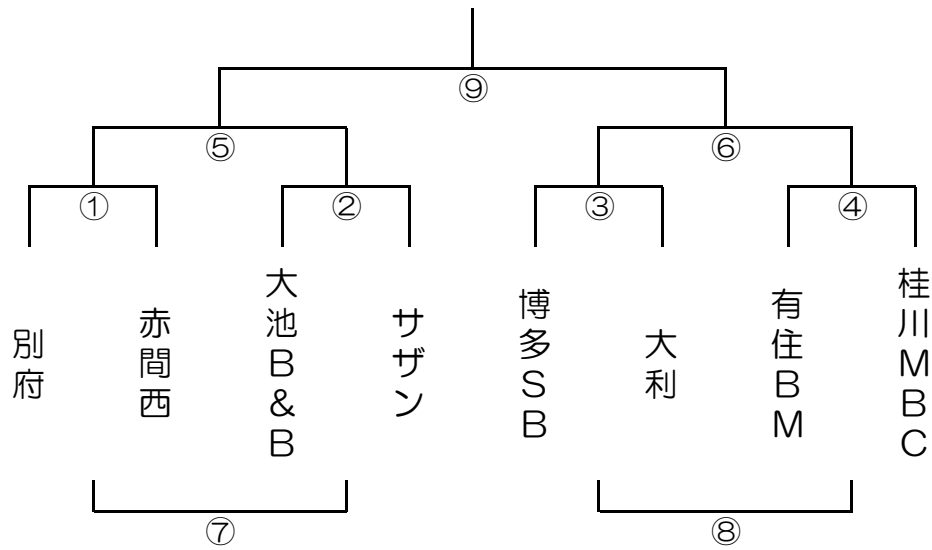 ⑨
⑤
⑥
①
②
③
④
別府
赤間西
大池B&B
サザン
博多SB
大利
有住BM
桂川MBC
⑦
⑧